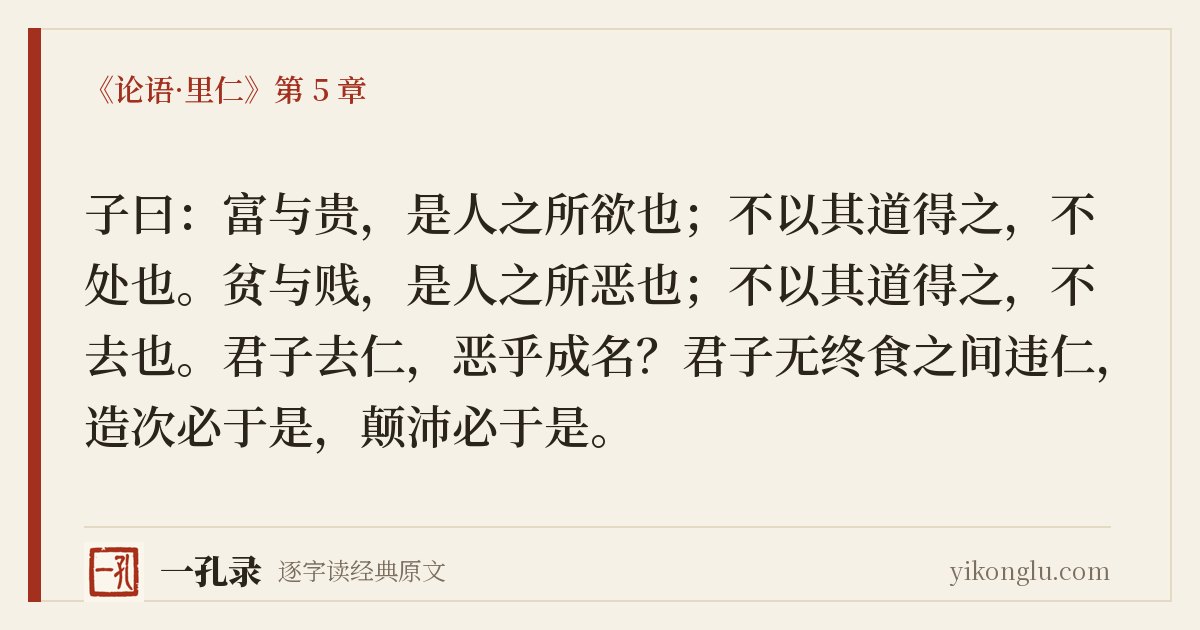 《论语·里仁》第 5 章
子曰：富与贵，是人之所欲也；不以其道得之，不
处也。贫与贱，是人之所恶也；不以其道得之，不
去也。君子去仁，恶乎成名？君子无终食之间违仁，
造次必于是，颠沛必于是。
一孔
一孔录 逐字读经典原文 yikonglu.com